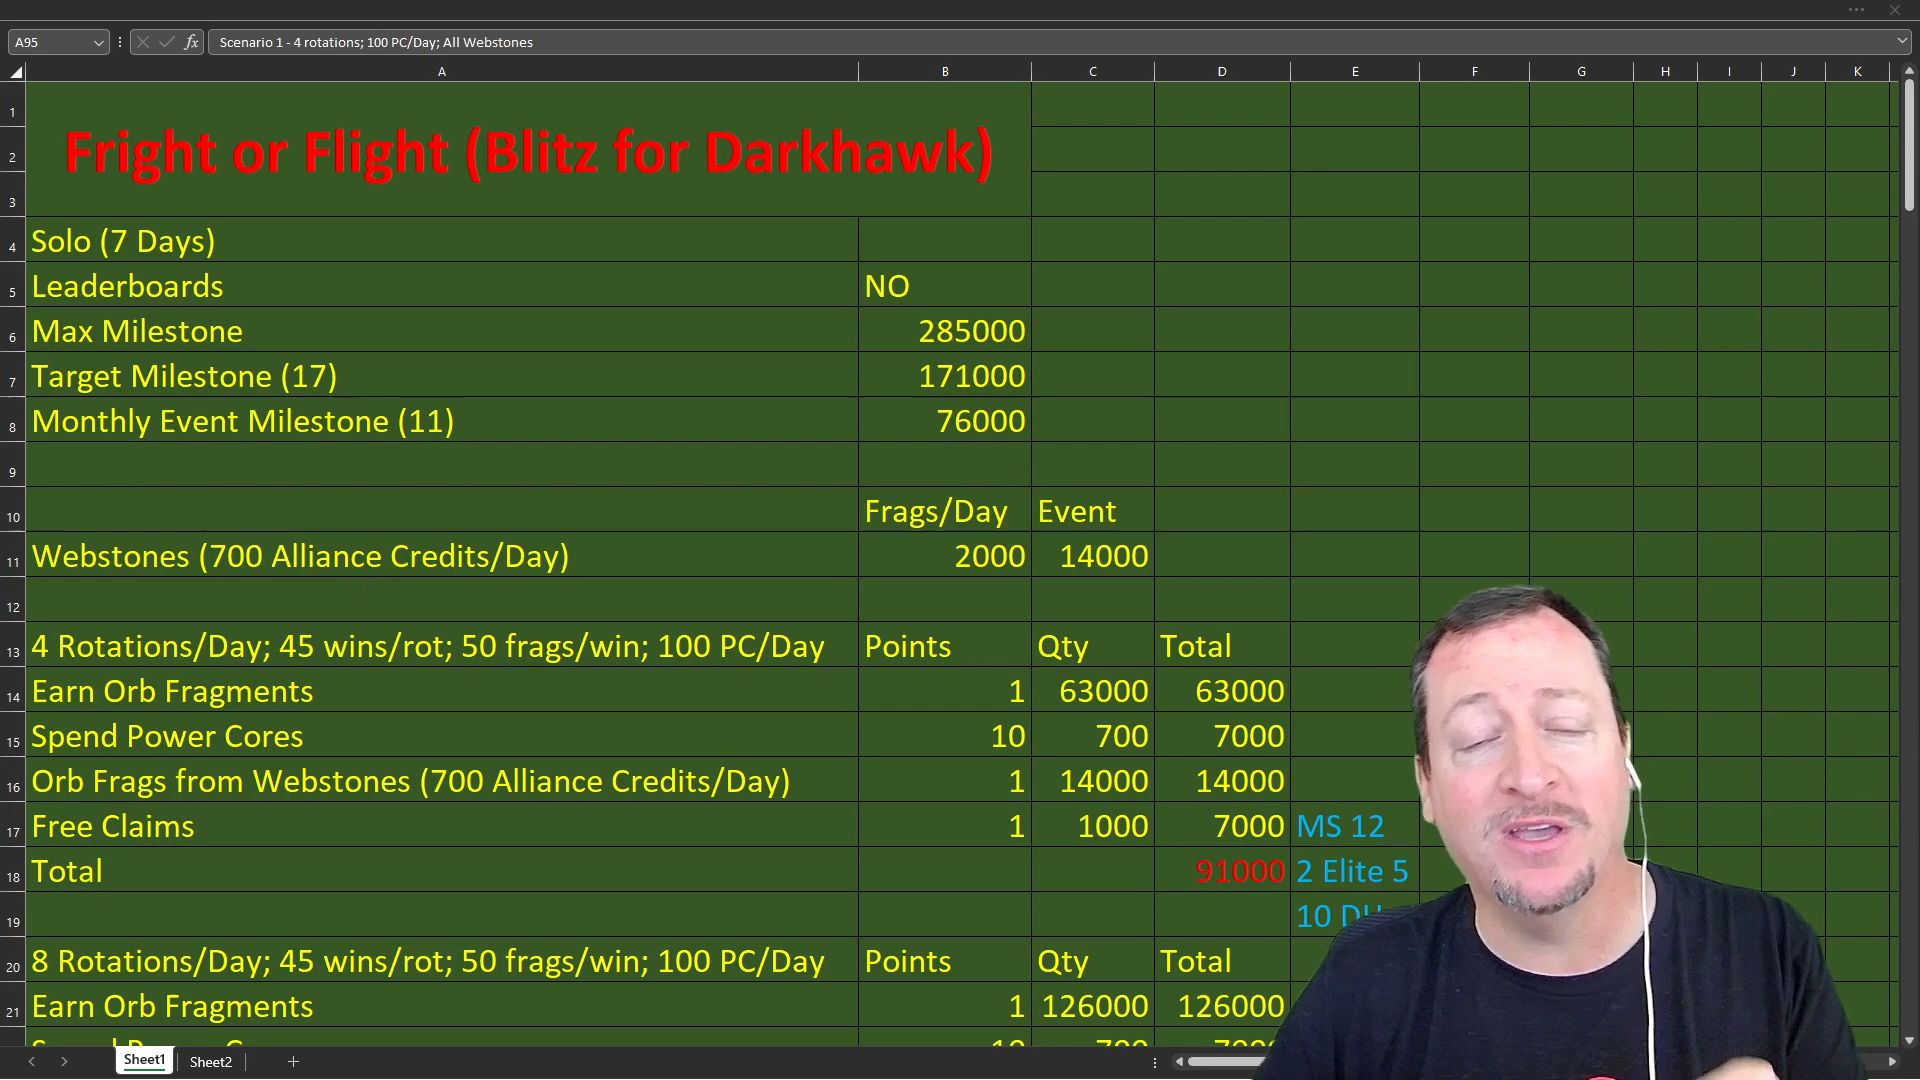 A95
fx
Scenario 1 - 4 rotations; 100 PC/Day; All Webstones
A B C D E F G H I J K
1
2 Fright or Flight (Blitz for Darkhawk)
3
4 Solo (7 Days)
5 Leaderboards NO
6 Max Milestone 285000
7 Target Milestone (17) 171000
8 Monthly Event Milestone (11) 76000
9
10 Frags/Day Event
11 Webstones (700 Alliance Credits/Day) 2000 14000
12
13 4 Rotations/Day; 45 wins/rot; 50 frags/win; 100 PC/Day Points Qty Total
14 Earn Orb Fragments 1 63000 63000
15 Spend Power Cores 10 700 7000
16 Orb Frags from Webstones (700 Alliance Credits/Day) 1 14000 14000
17 Free Claims 1 1000 7000 MS 12
18 Total 91000 2 Elite 5
19 10
20 8 Rotations/Day; 45 wins/rot; 50 frags/win; 100 PC/Day Points Qty Total
21 Earn Orb Fragments 1 126000 126000
Sheet1 Sheet2